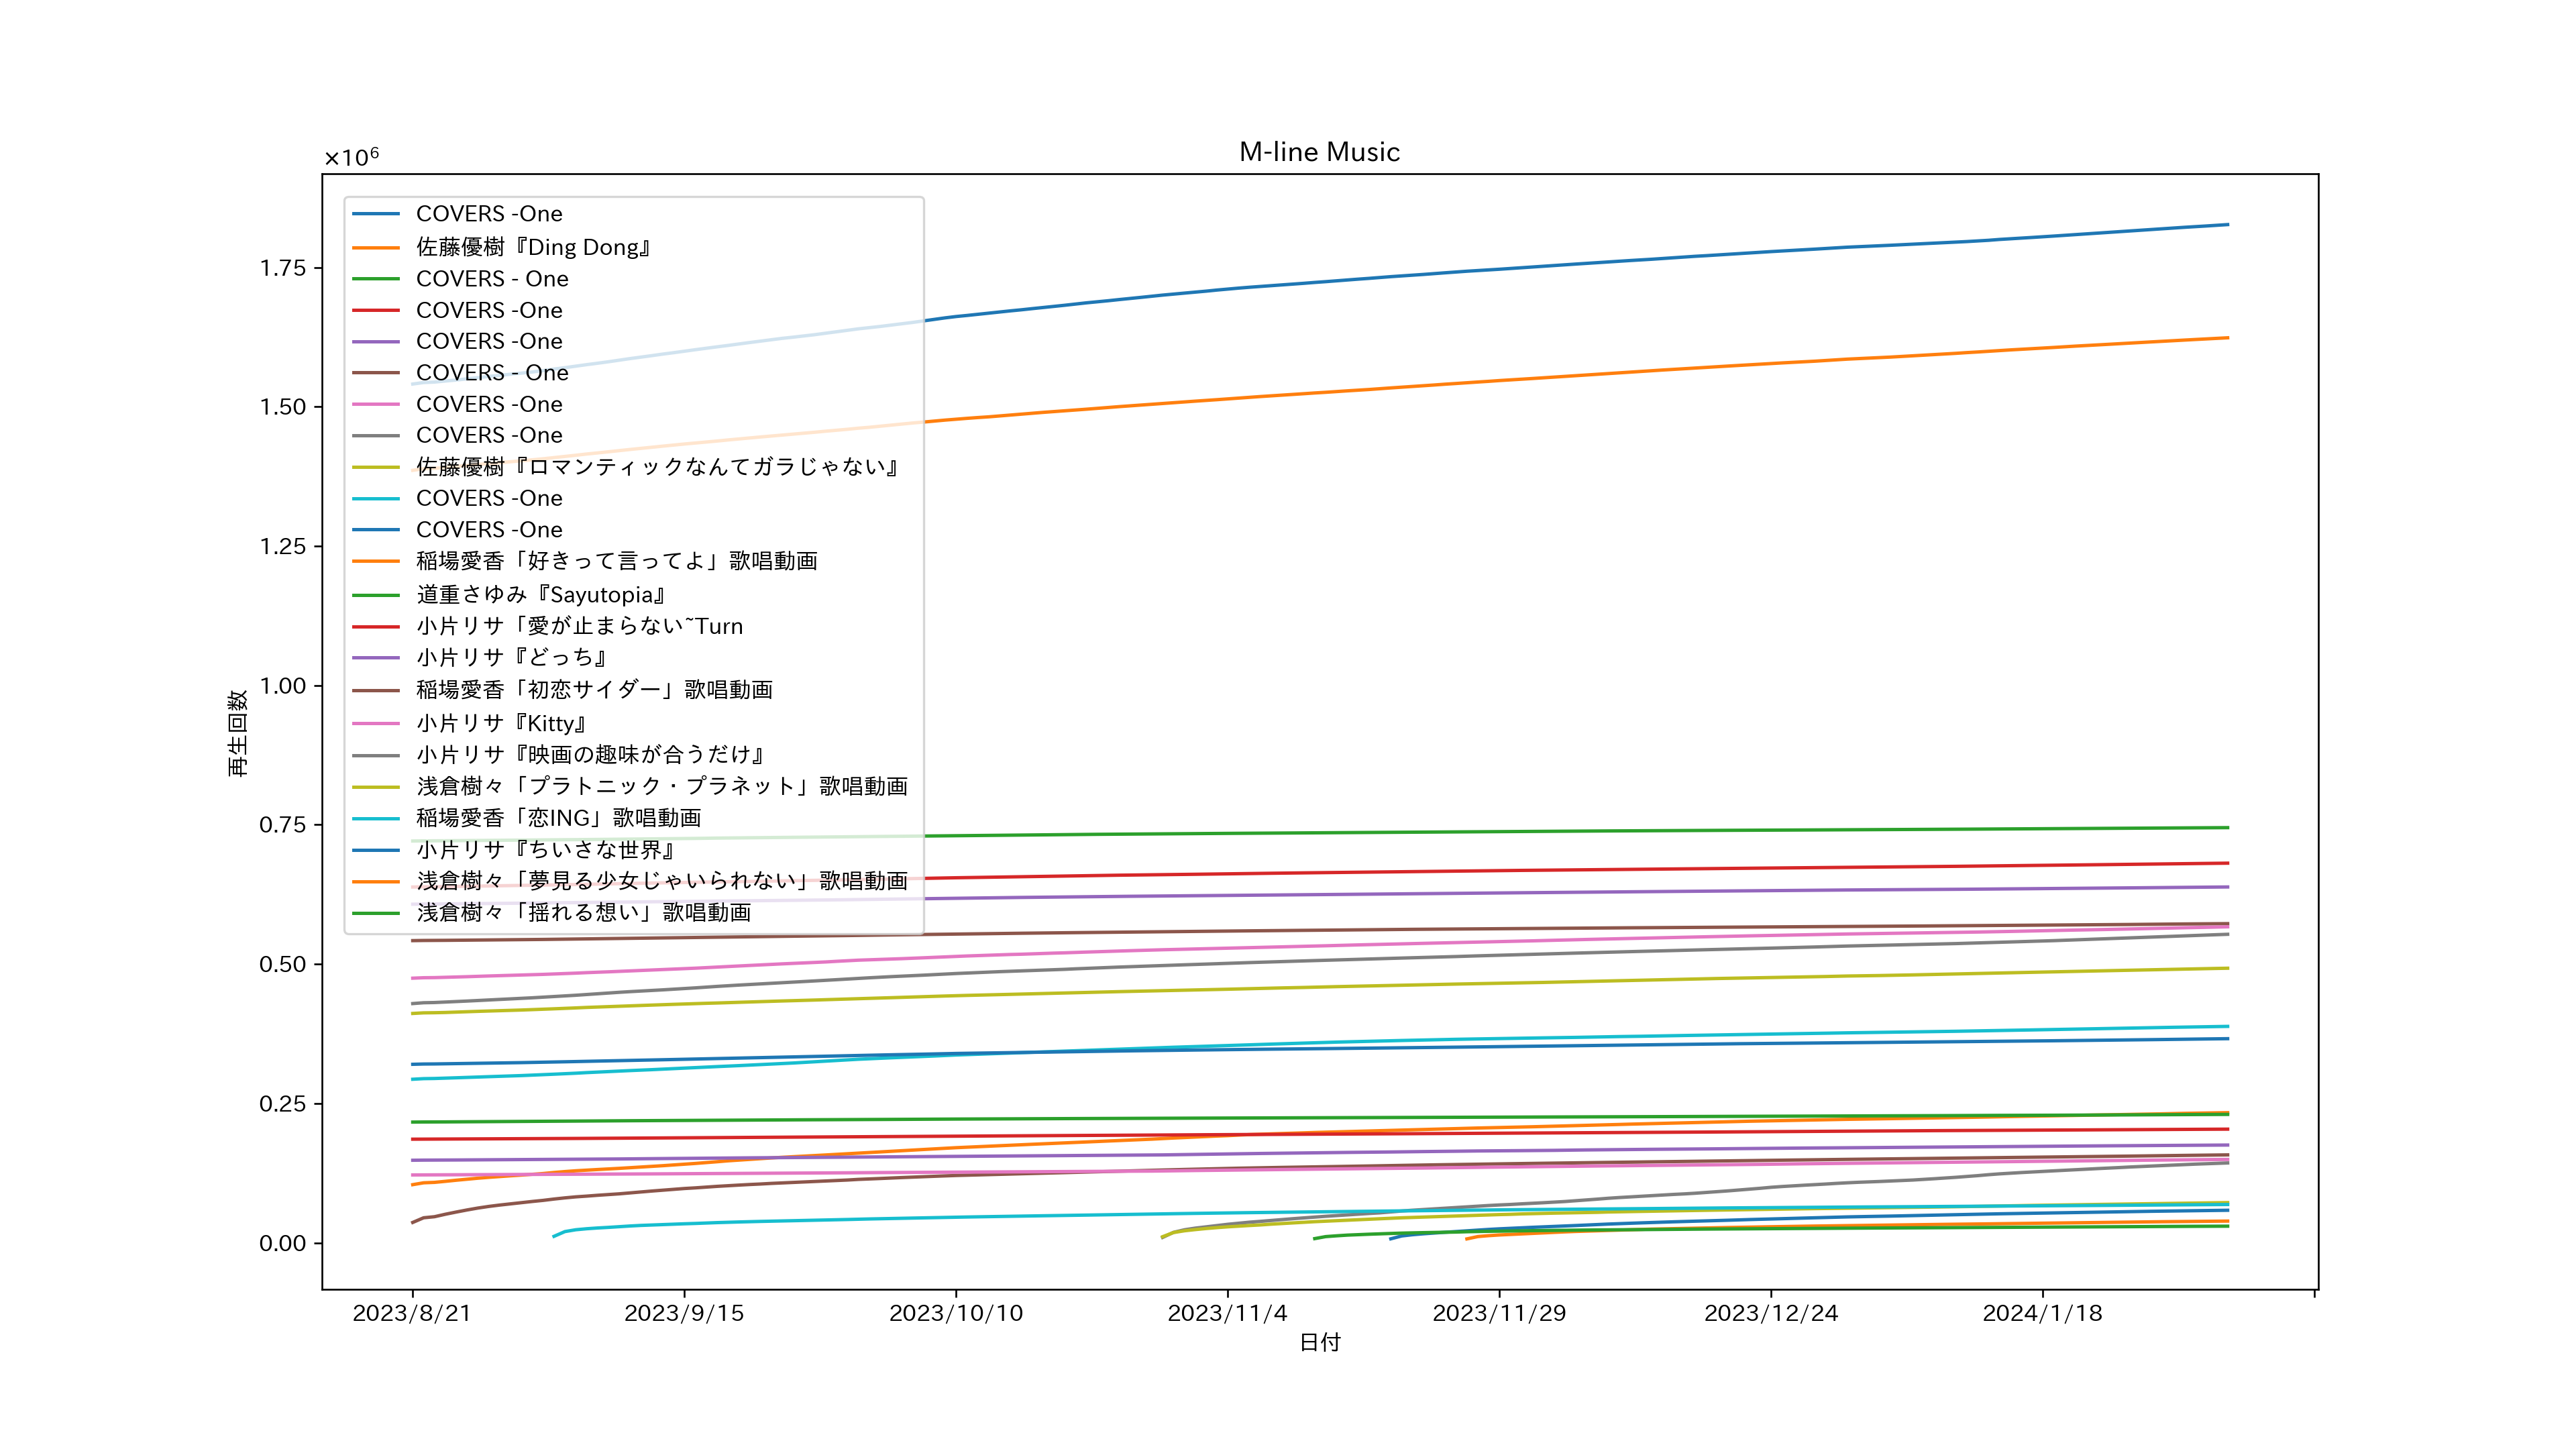 M-line Music
×10⁶
COVERS -One
佐藤優樹『Ding Dong』
COVERS - One
COVERS -One
COVERS -One
COVERS - One
COVERS -One
COVERS -One
佐藤優樹『ロマンティックなんてガラじゃない』
COVERS -One
COVERS -One
稲場愛香「好きって言ってよ」歌唱動画
道重さゆみ『Sayutopia』
小片リサ「愛が止まらない~Turn
小片リサ『どっち』
稲場愛香「初恋サイダー」歌唱動画
小片リサ『Kitty』
小片リサ『映画の趣味が合うだけ』
浅倉樹々「プラトニック・プラネット」歌唱動画
稲場愛香「恋ING」歌唱動画
小片リサ『ちいさな世界』
浅倉樹々「夢見る少女じゃいられない」歌唱動画
浅倉樹々「揺れる想い」歌唱動画
1.75
1.50
1.25
1.00
0.75
0.50
0.25
0.00
再生回数
2023/8/21
2023/9/15
2023/10/10
2023/11/4
2023/11/29
2023/12/24
2024/1/18
日付